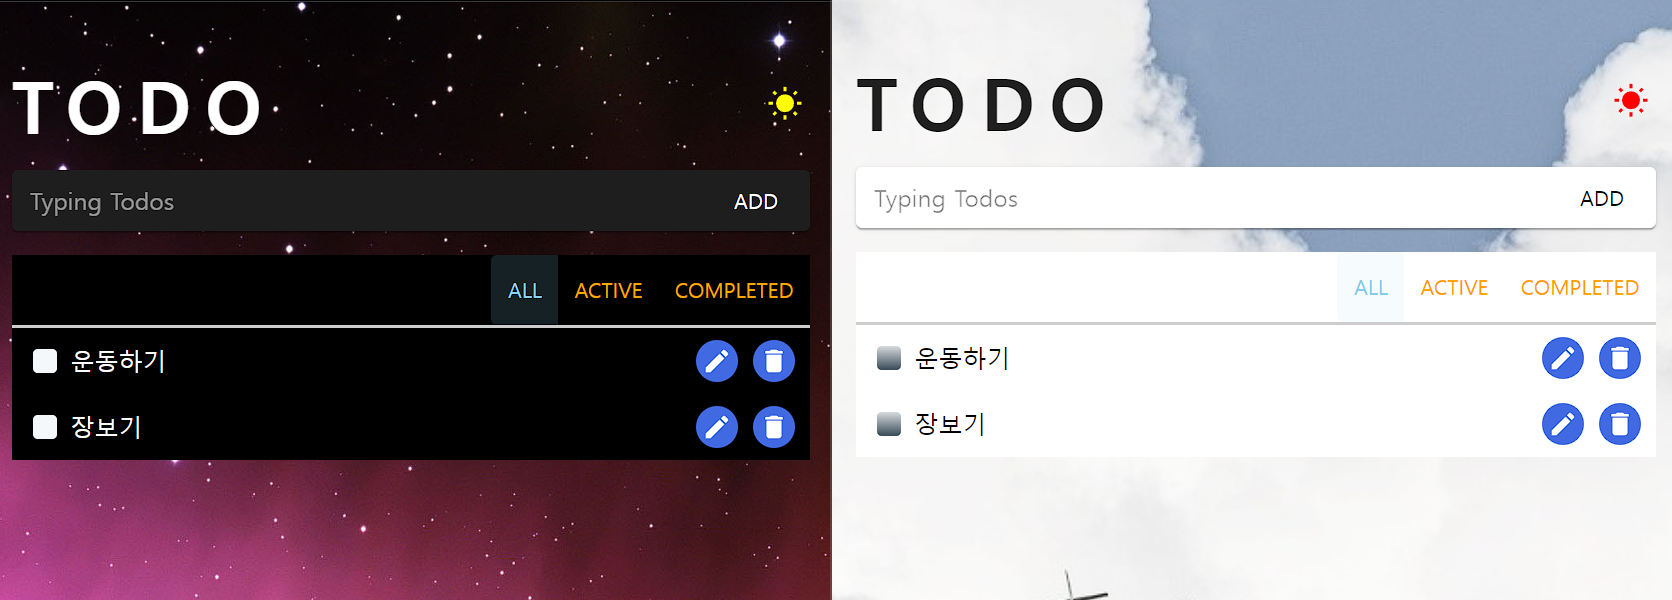 TODO
Typing Todos ADD
ALL ACTIVE COMPLETED
운동하기
장보기
TODO
Typing Todos ADD
ALL ACTIVE COMPLETED
운동하기
장보기